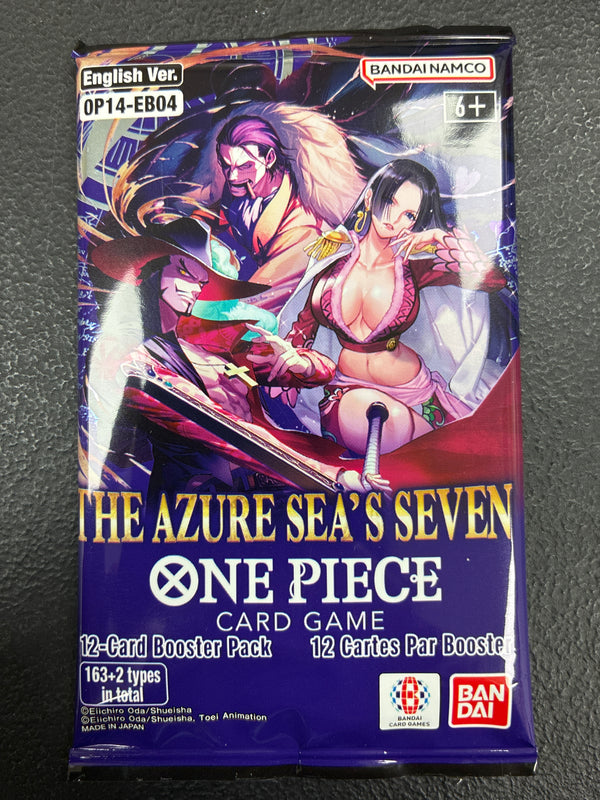 English Ver.
OP14-EB04
BANDAI NAMCO
6+
THE AZURE SEA'S SEVEN
ONE PIECE
CARD GAME
12-Card Booster Pack 12 Cartes Par Booster
163+2 types
in total
©Eiichiro Oda/Shueisha
©Eiichiro Oda/Shueisha, Toei Animation
MADE IN JAPAN
BANDAI
CARD GAMES
BAN
DAI